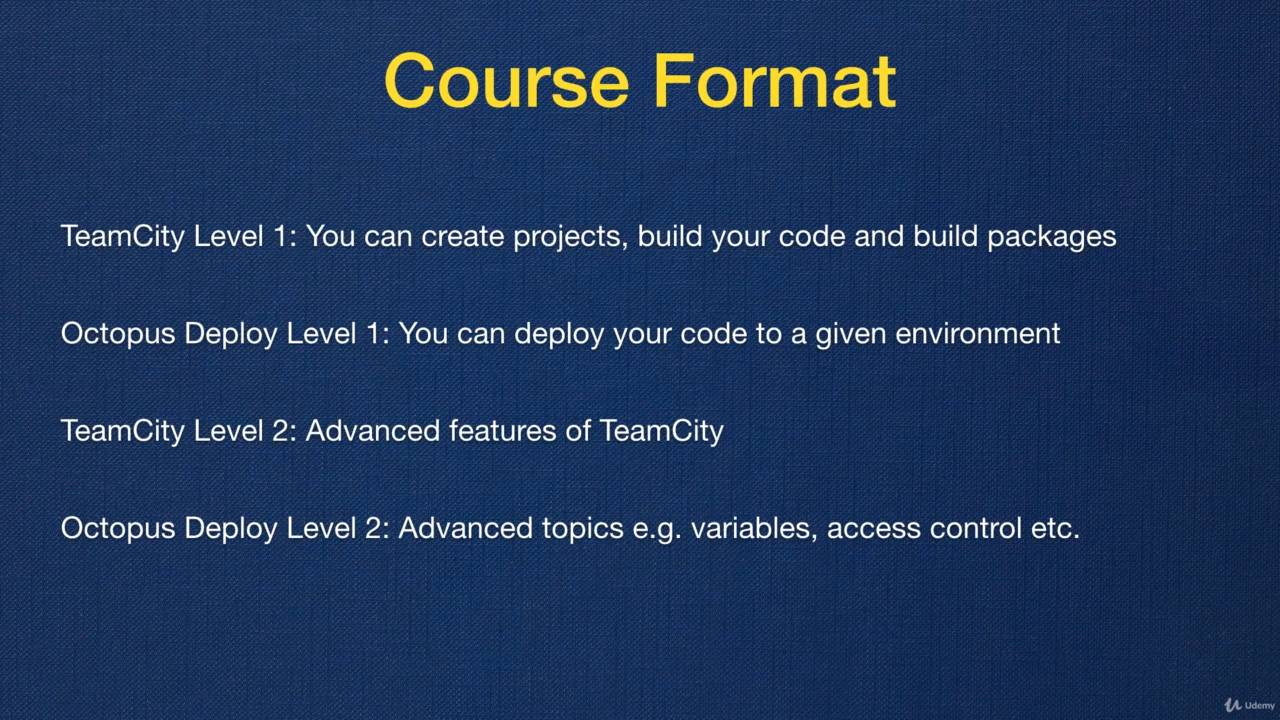 Course Format
TeamCity Level 1: You can create projects, build your code and build packages
Octopus Deploy Level 1: You can deploy your code to a given environment
TeamCity Level 2: Advanced features of TeamCity
Octopus Deploy Level 2: Advanced topics e.g. variables, access control etc.
Udemy